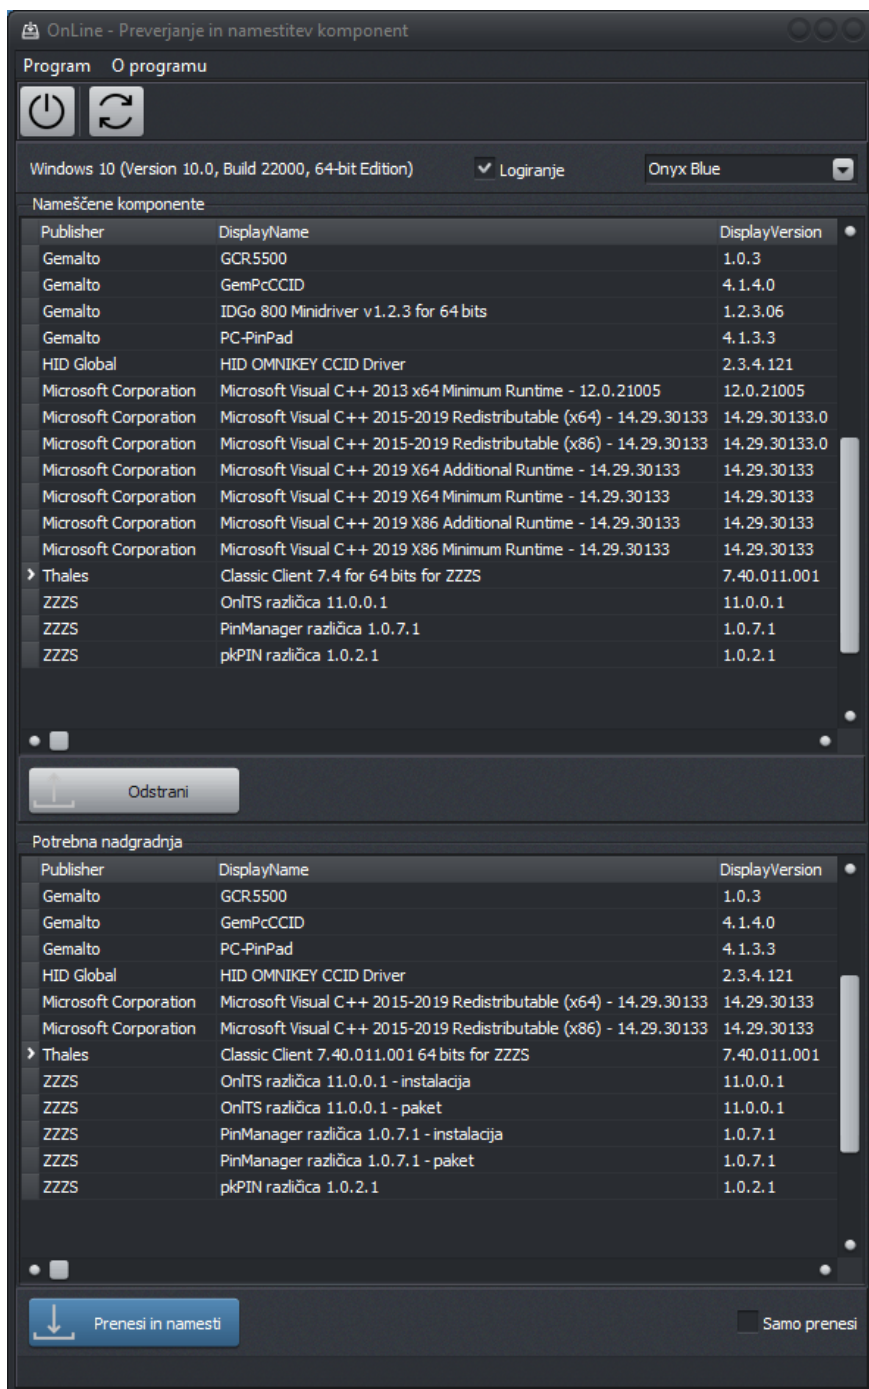 OnLine - Preverjanje in namestitev komponent
Program O programu
Windows 10 (Version 10.0, Build 22000, 64-bit Edition) Logiranje Onyx Blue
Nameščene komponente
Publisher DisplayName DisplayVersion
Gemalto GCR5500 1.0.3
Gemalto GemPcCCID 4.1.4.0
Gemalto IDGo 800 Minidriver v1.2.3 for 64 bits 1.2.3.06
Gemalto PC-PinPad 4.1.3.3
HID Global HID OMNIKEY CCID Driver 2.3.4.121
Microsoft Corporation Microsoft Visual C++ 2013 x64 Minimum Runtime - 12.0.21005 12.0.21005
Microsoft Corporation Microsoft Visual C++ 2015-2019 Redistributable (x64) - 14.29.30133 14.29.30133.0
Microsoft Corporation Microsoft Visual C++ 2015-2019 Redistributable (x86) - 14.29.30133 14.29.30133.0
Microsoft Corporation Microsoft Visual C++ 2019 X64 Additional Runtime - 14.29.30133 14.29.30133
Microsoft Corporation Microsoft Visual C++ 2019 X64 Minimum Runtime - 14.29.30133 14.29.30133
Microsoft Corporation Microsoft Visual C++ 2019 X86 Additional Runtime - 14.29.30133 14.29.30133
Microsoft Corporation Microsoft Visual C++ 2019 X86 Minimum Runtime - 14.29.30133 14.29.30133
Thales Classic Client 7.4 for 64 bits for ZZZS 7.40.011.001
ZZZS OnlTS različica 11.0.0.1 11.0.0.1
ZZZS PinManager različica 1.0.7.1 1.0.7.1
ZZZS pkPIN različica 1.0.2.1 1.0.2.1
Odstrani
Potrebna nadgradnja
Publisher DisplayName DisplayVersion
Gemalto GCR5500 1.0.3
Gemalto GemPcCCID 4.1.4.0
Gemalto PC-PinPad 4.1.3.3
HID Global HID OMNIKEY CCID Driver 2.3.4.121
Microsoft Corporation Microsoft Visual C++ 2015-2019 Redistributable (x64) - 14.29.30133 14.29.30133
Microsoft Corporation Microsoft Visual C++ 2015-2019 Redistributable (x86) - 14.29.30133 14.29.30133
Thales Classic Client 7.40.011.001 64 bits for ZZZS 7.40.011.001
ZZZS OnlTS različica 11.0.0.1 - instalacija 11.0.0.1
ZZZS OnlTS različica 11.0.0.1 - paket 11.0.0.1
ZZZS PinManager različica 1.0.7.1 - instalacija 1.0.7.1
ZZZS PinManager različica 1.0.7.1 - paket 1.0.7.1
ZZZS pkPIN različica 1.0.2.1 1.0.2.1
Prenesi in namesti Samo prenesi